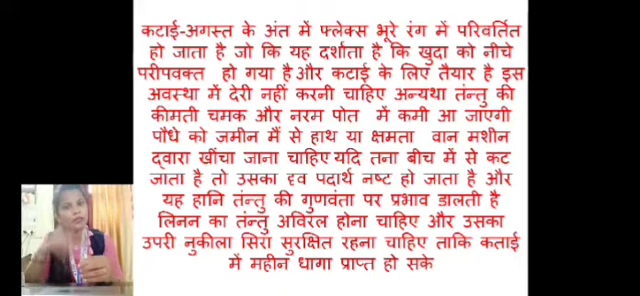 कटाई-अगस्त के अंत में फ्लेक्स भूरे रंग में परिवर्तित
हो जाता है जो कि यह दर्शाता है कि खुदा को नीचे
परीपवक्त हो गया है और कटाई के लिए तैयार है इस
अवस्था में देरी नहीं करनी चाहिए अन्यथा तंन्तु की
कीमती चमक और नरम पोत में कमी आ जाएगी
पौधे को जमीन में से हाथ या क्षमता वान मशीन
द्वारा खींचा जाना चाहिए यदि तना बीच में से कट
जाता है तो उसका द्रव पदार्थ नष्ट हो जाता है और
यह हानि तंन्तु की गुणवंता पर प्रभाव डालती है
लिनन का तंन्तु अविरल होना चाहिए और उसका
उपरी नुकीला सिरा सुरक्षित रहना चाहिए ताकि कताई
में महीन धागा प्राप्त हो सके